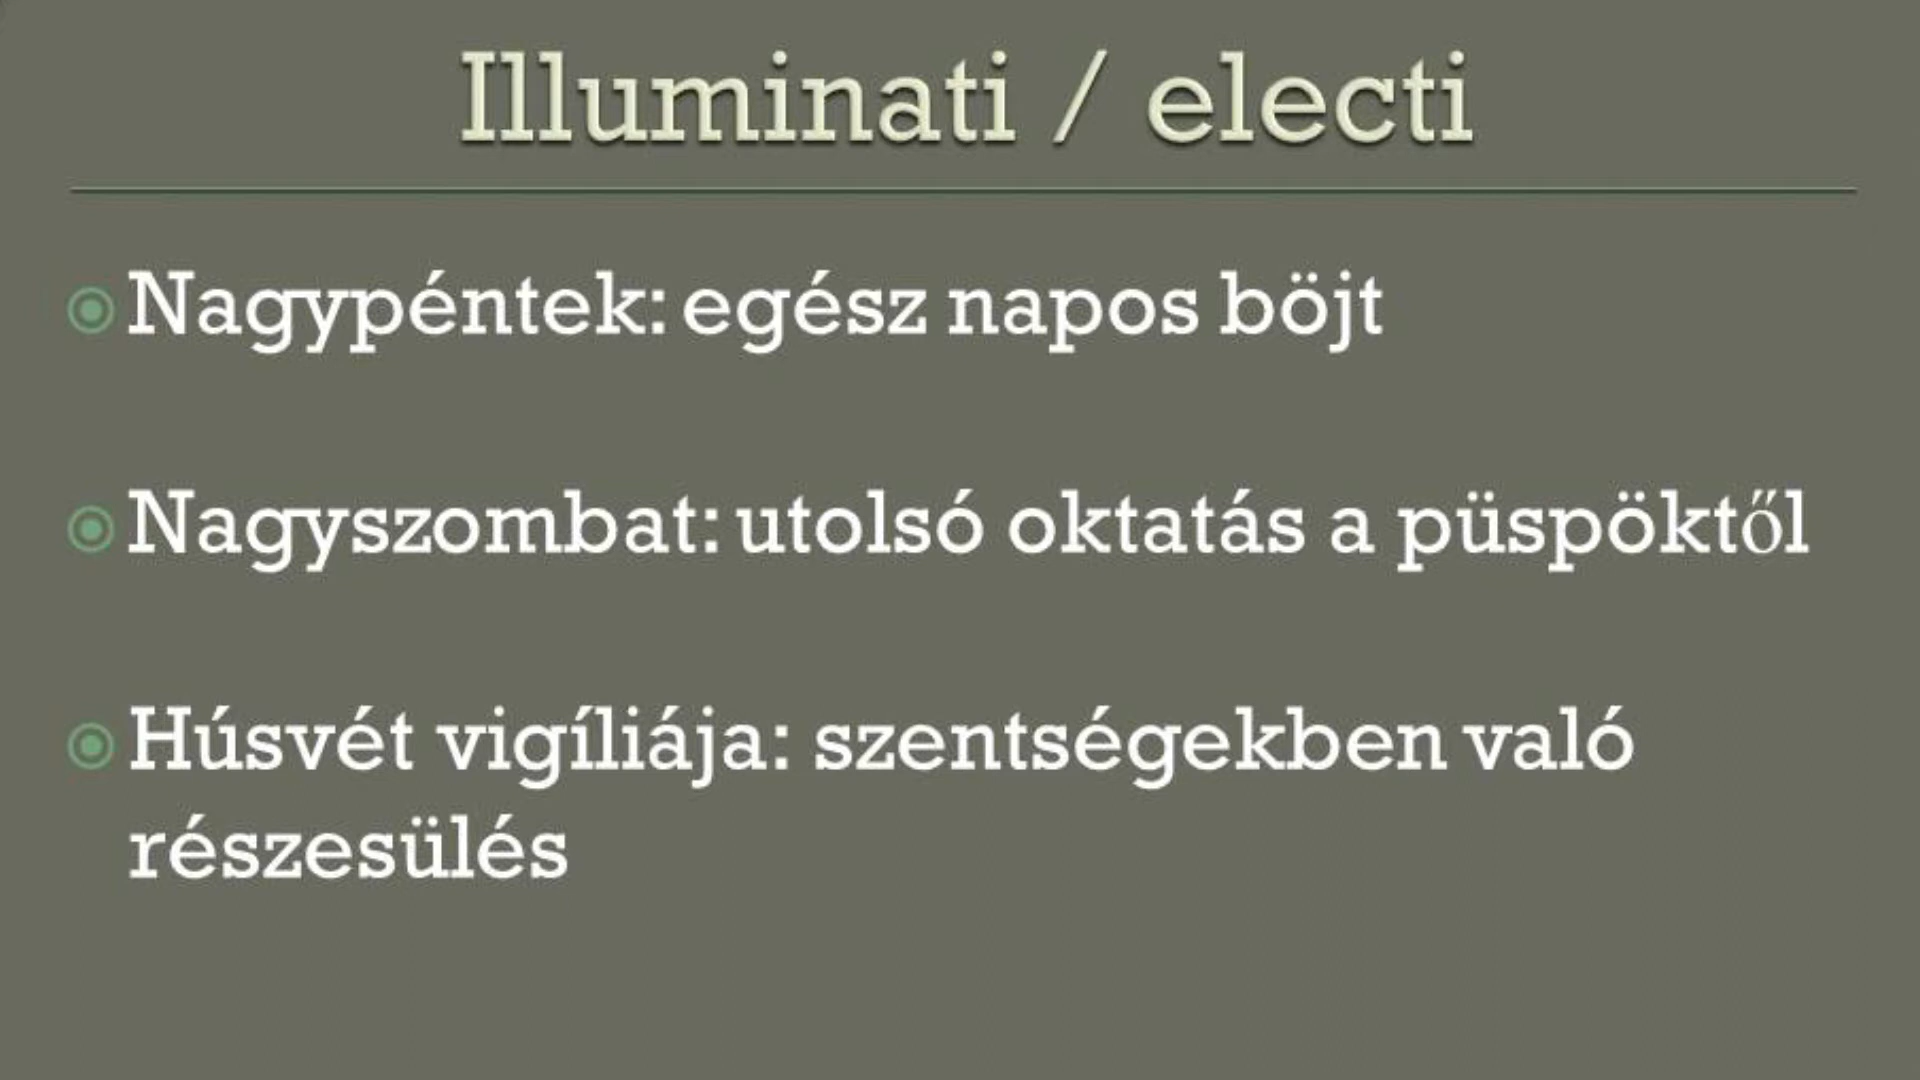 Illuminati / electi
Nagypéntek: egész napos böjt
Nagyszombat: utolsó oktatás a püspöktől
Húsvét vigíliája: szentségekben való
részesülés